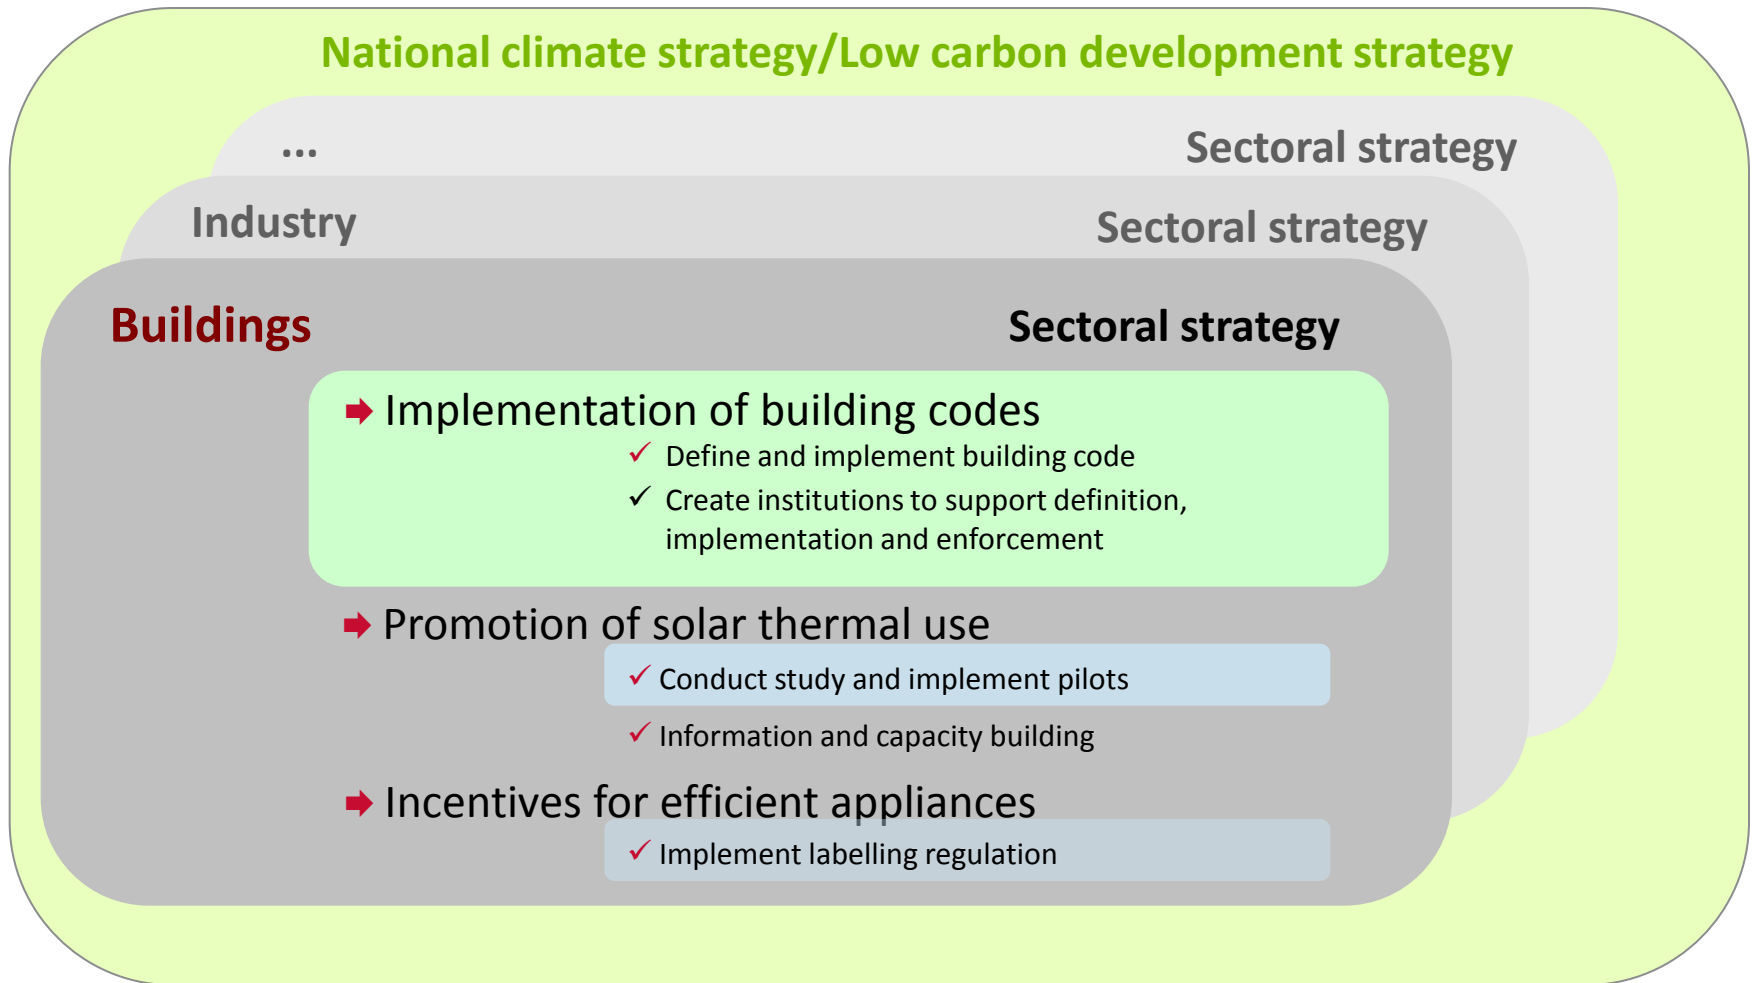 National climate strategy/Low carbon development strategy
... Sectoral strategy
Industry Sectoral strategy
Buildings Sectoral strategy
Implementation of building codes
Define and implement building code
Create institutions to support definition,
implementation and enforcement
Promotion of solar thermal use
Conduct study and implement pilots
Information and capacity building
Incentives for efficient appliances
Implement labelling regulation